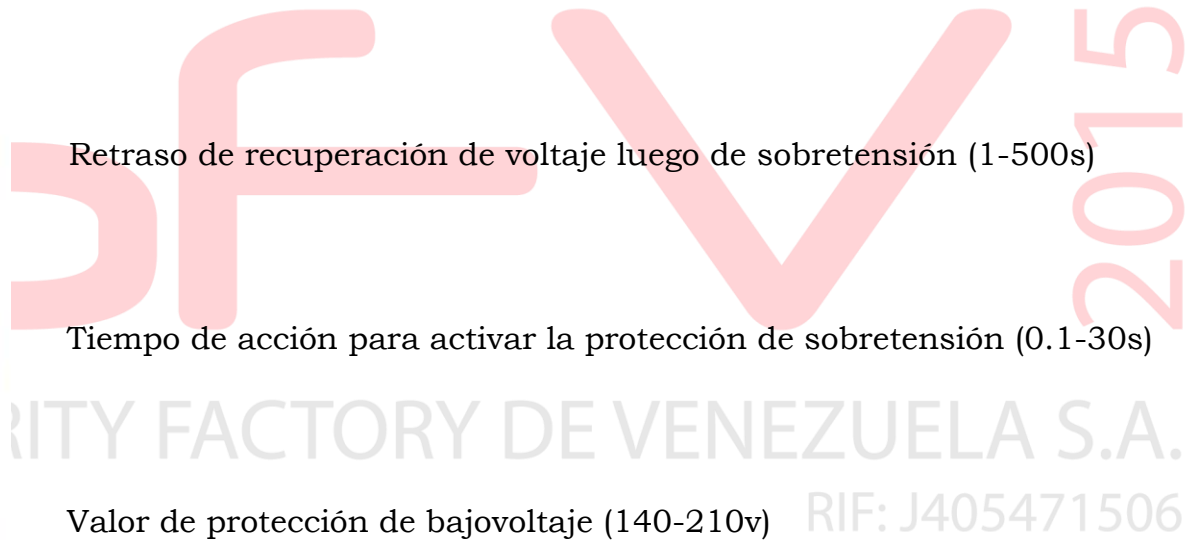 SFV
2015
Retraso de recuperación de voltaje luego de sobretensión (1-500s)
Tiempo de acción para activar la protección de sobretensión (0.1-30s)
RITY FACTORY DE VENEZUELA S.A.
Valor de protección de bajovoltaje (140-210v)
RIF: J405471506